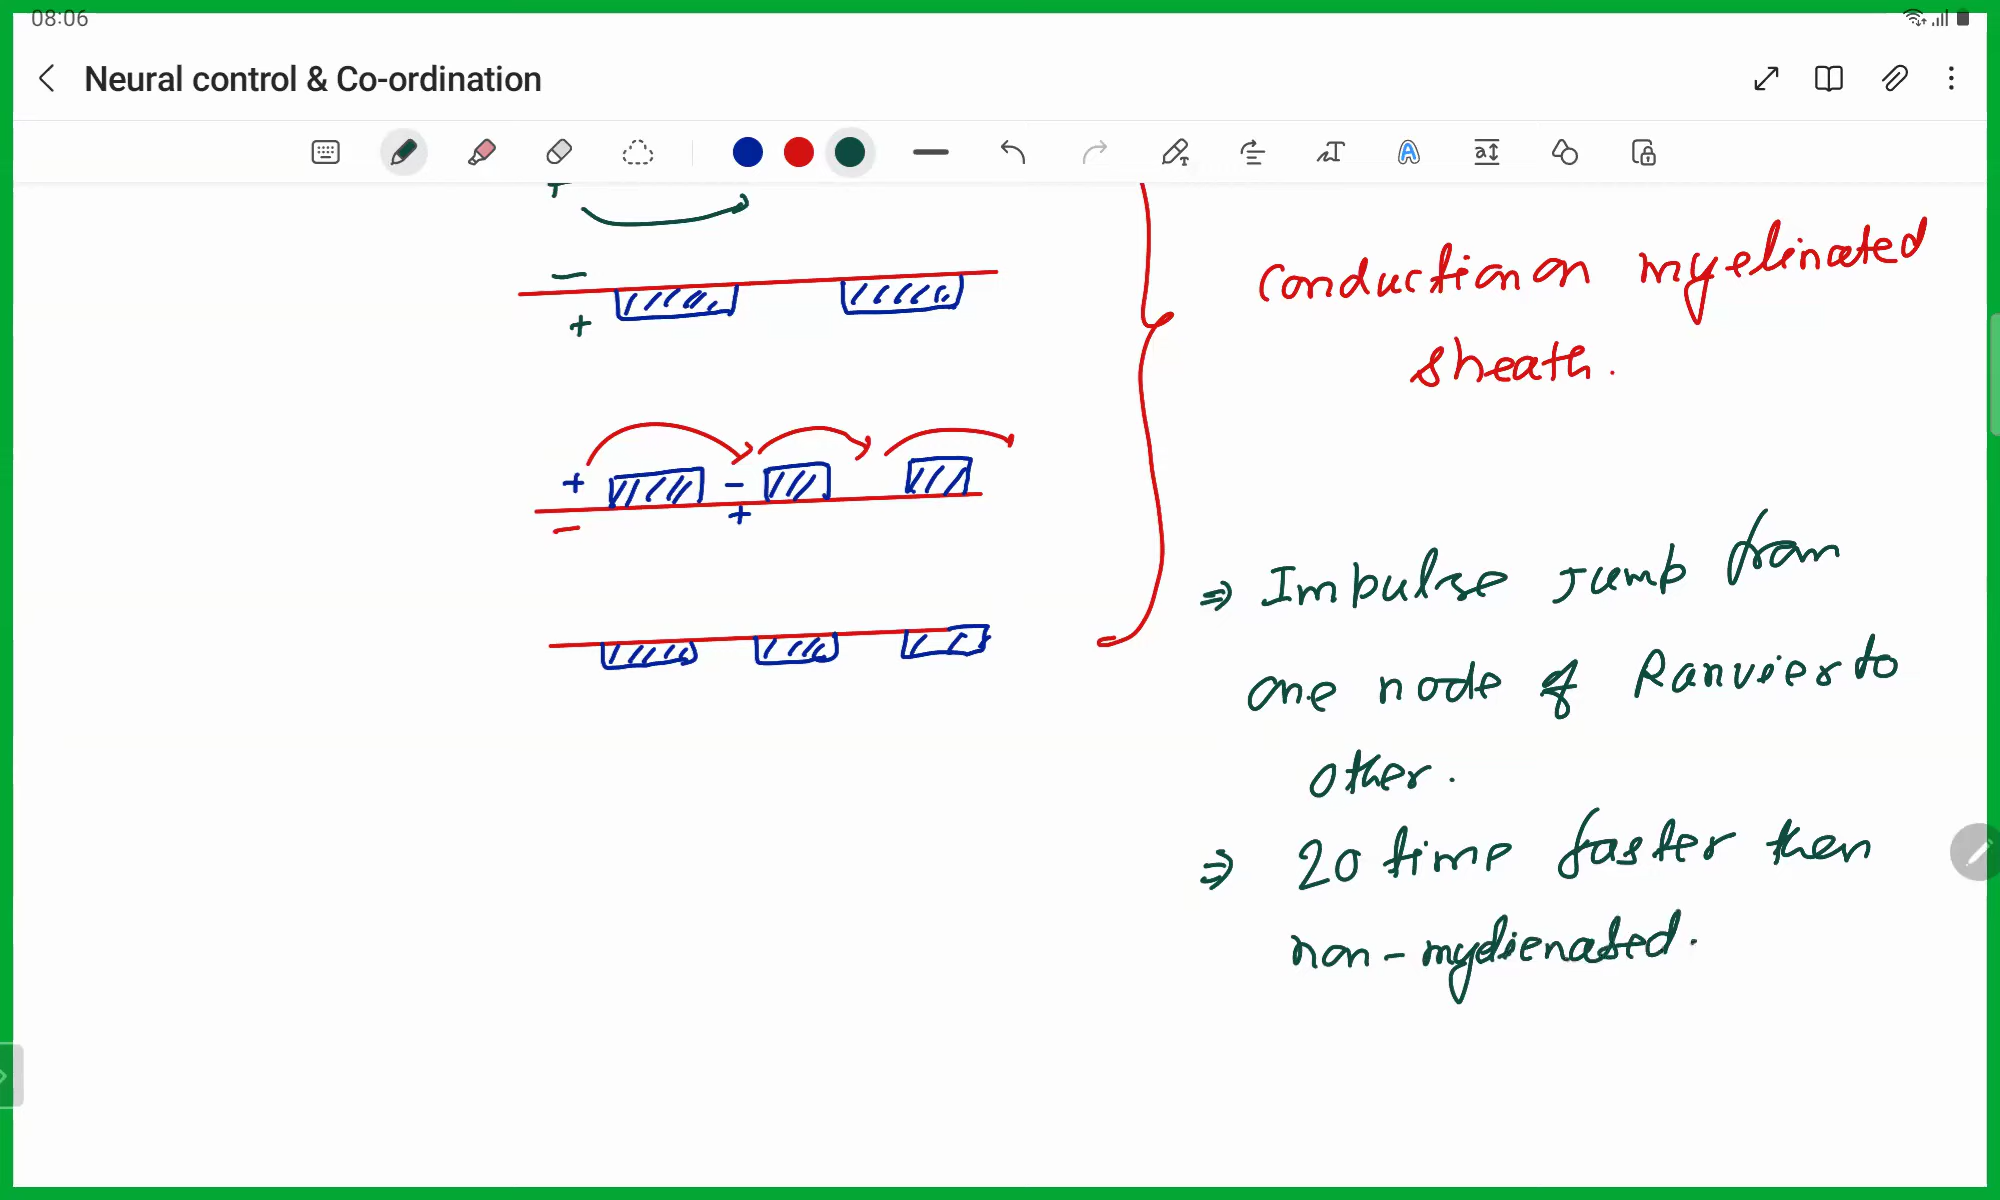 08:06
Neural control & Co-ordination
Conduction on myelinated
sheath.
+
−
+
+ − +
−
⇒ Impulse Jump from
one node of Ranvier to
other.
⇒ 20 time faster then
non-myelienated.